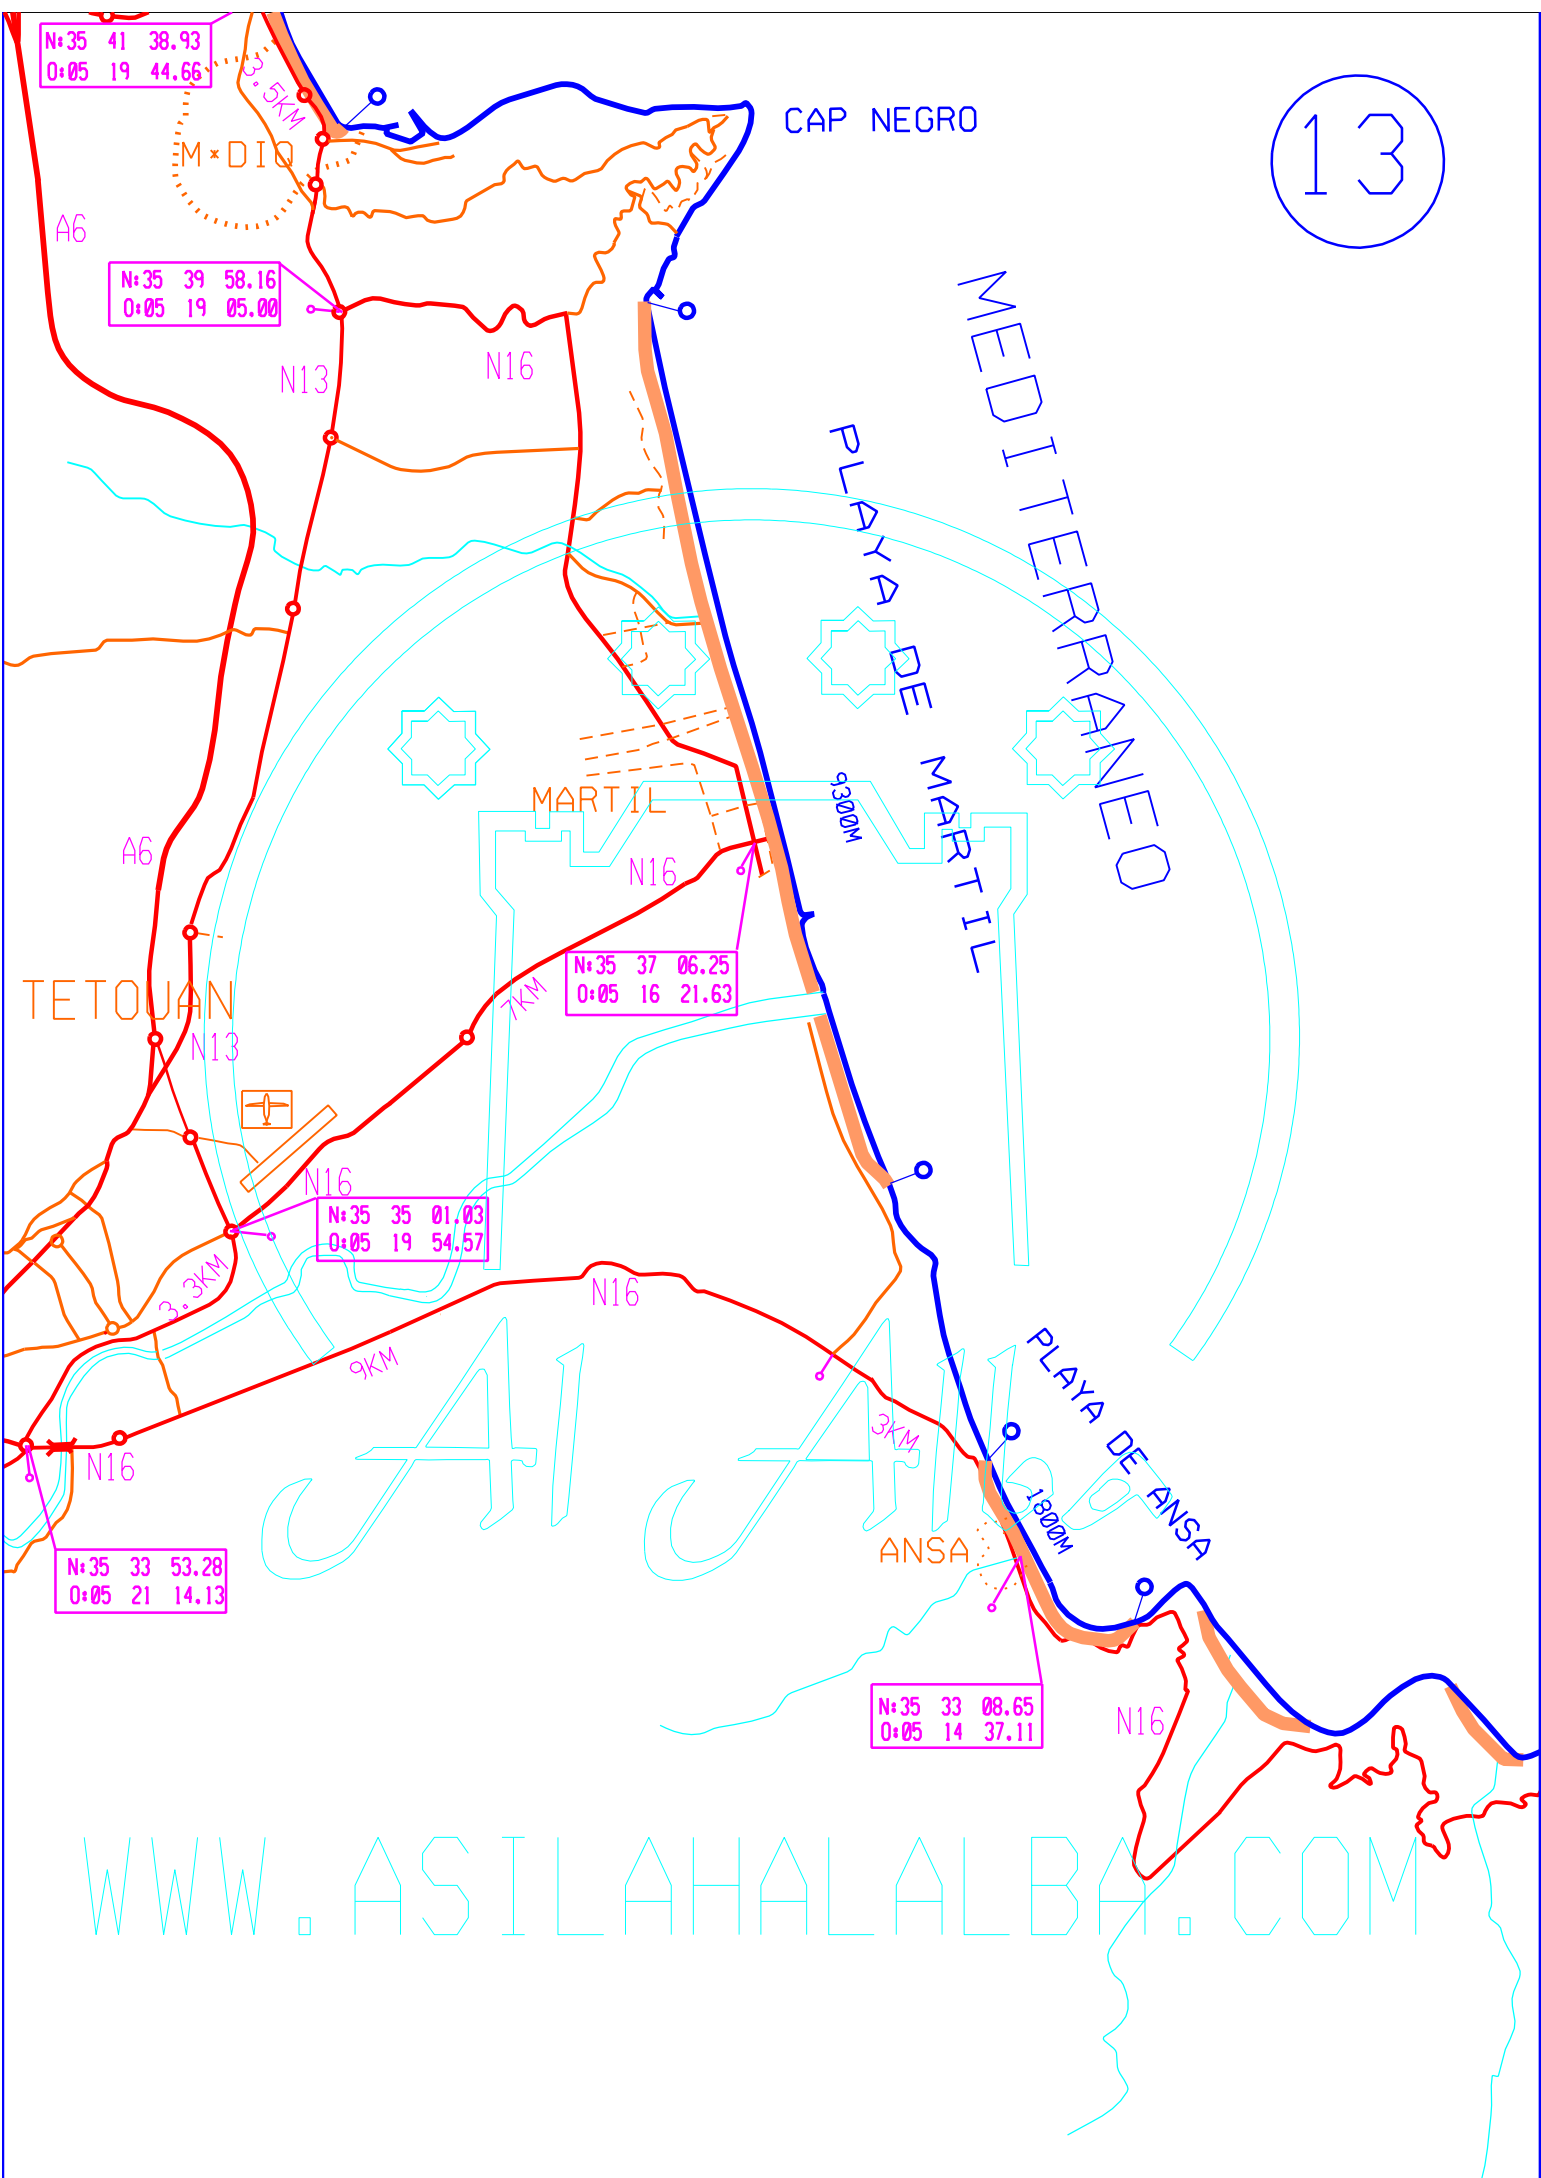 N:35 41 38.93
O:05 19 44.66
3.5KM
CAP NEGRO
13
M*DIQ
A6
N:35 39 58.16
O:05 19 05.00
N13
N16
MEDITERRANEO
PLAYA DE MARTIL
9300M
MARTIL
A6
N16
N:35 37 06.25
O:05 16 21.63
TETOUAN
7KM
N13
N16
N:35 35 01.03
O:05 19 54.57
3.3KM
N16
9KM
PLAYA DE ANSA
3KM
N16
1800M
Al Alba
ANSA
N:35 33 53.28
O:05 21 14.13
N:35 33 08.65
O:05 14 37.11
N16
WWW.ASILAHALALBA.COM